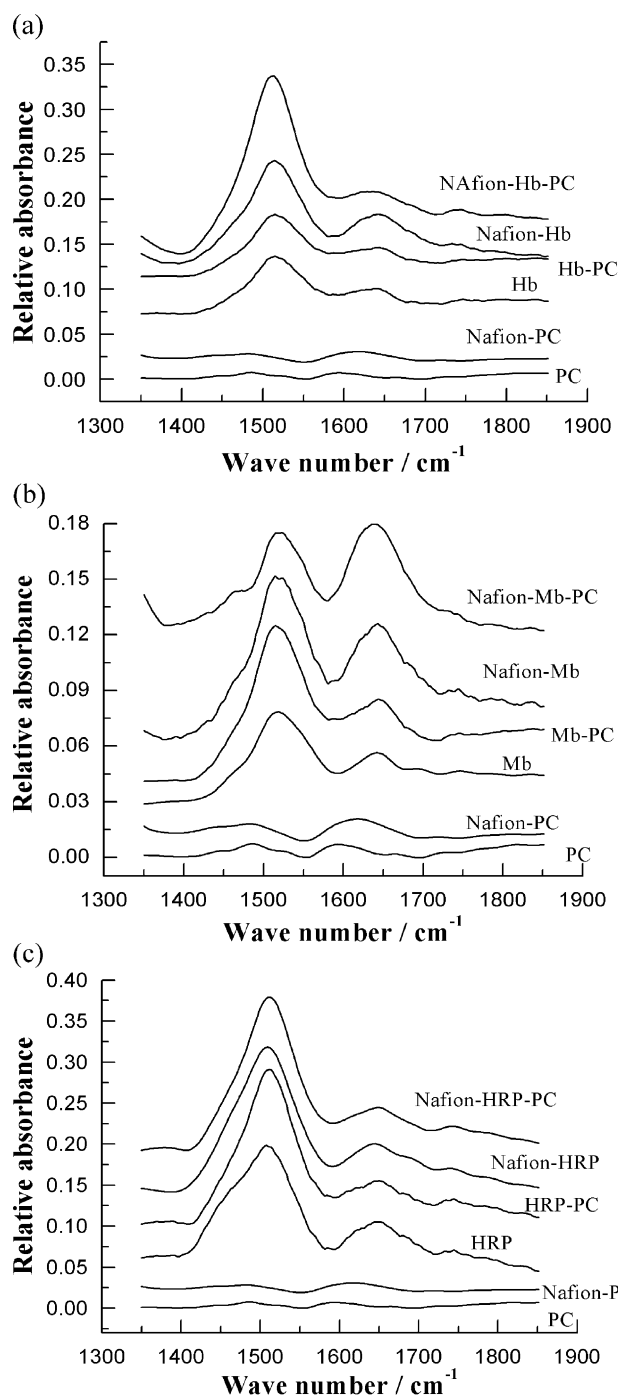 (a)
0.35
0.30
0.25
0.20
0.15
0.10
0.05
0.00
Relative absorbance
NAfion-Hb-PC
Nafion-Hb
Hb-PC
Hb
Nafion-PC
PC
1300 1400 1500 1600 1700 1800 1900
Wave number / cm-1
(b)
0.18
0.15
0.12
0.09
0.06
0.03
0.00
Relative absorbance
Nafion-Mb-PC
Nafion-Mb
Mb-PC
Mb
Nafion-PC
PC
1300 1400 1500 1600 1700 1800 1900
Wave number / cm-1
(c)
0.40
0.35
0.30
0.25
0.20
0.15
0.10
0.05
0.00
Relative absorbance
Nafion-HRP-PC
Nafion-HRP
HRP-PC
HRP
Nafion-P
PC
1300 1400 1500 1600 1700 1800 1900
Wave number / cm-1